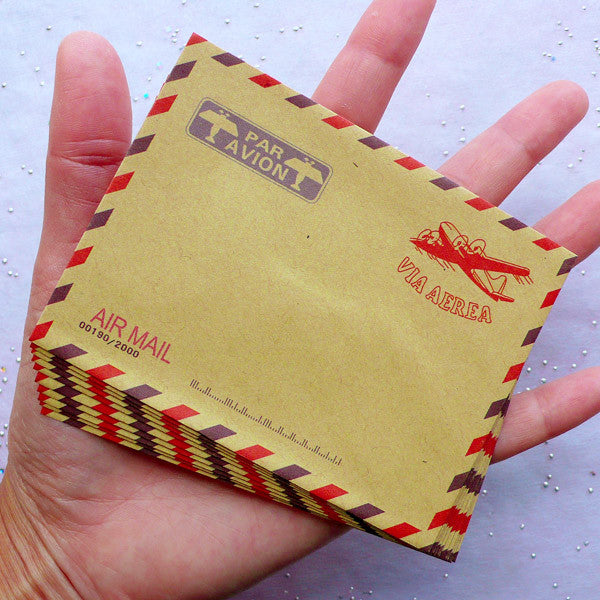 PAR
AVION
VIA AEREA
AIR MAIL
00190/2000